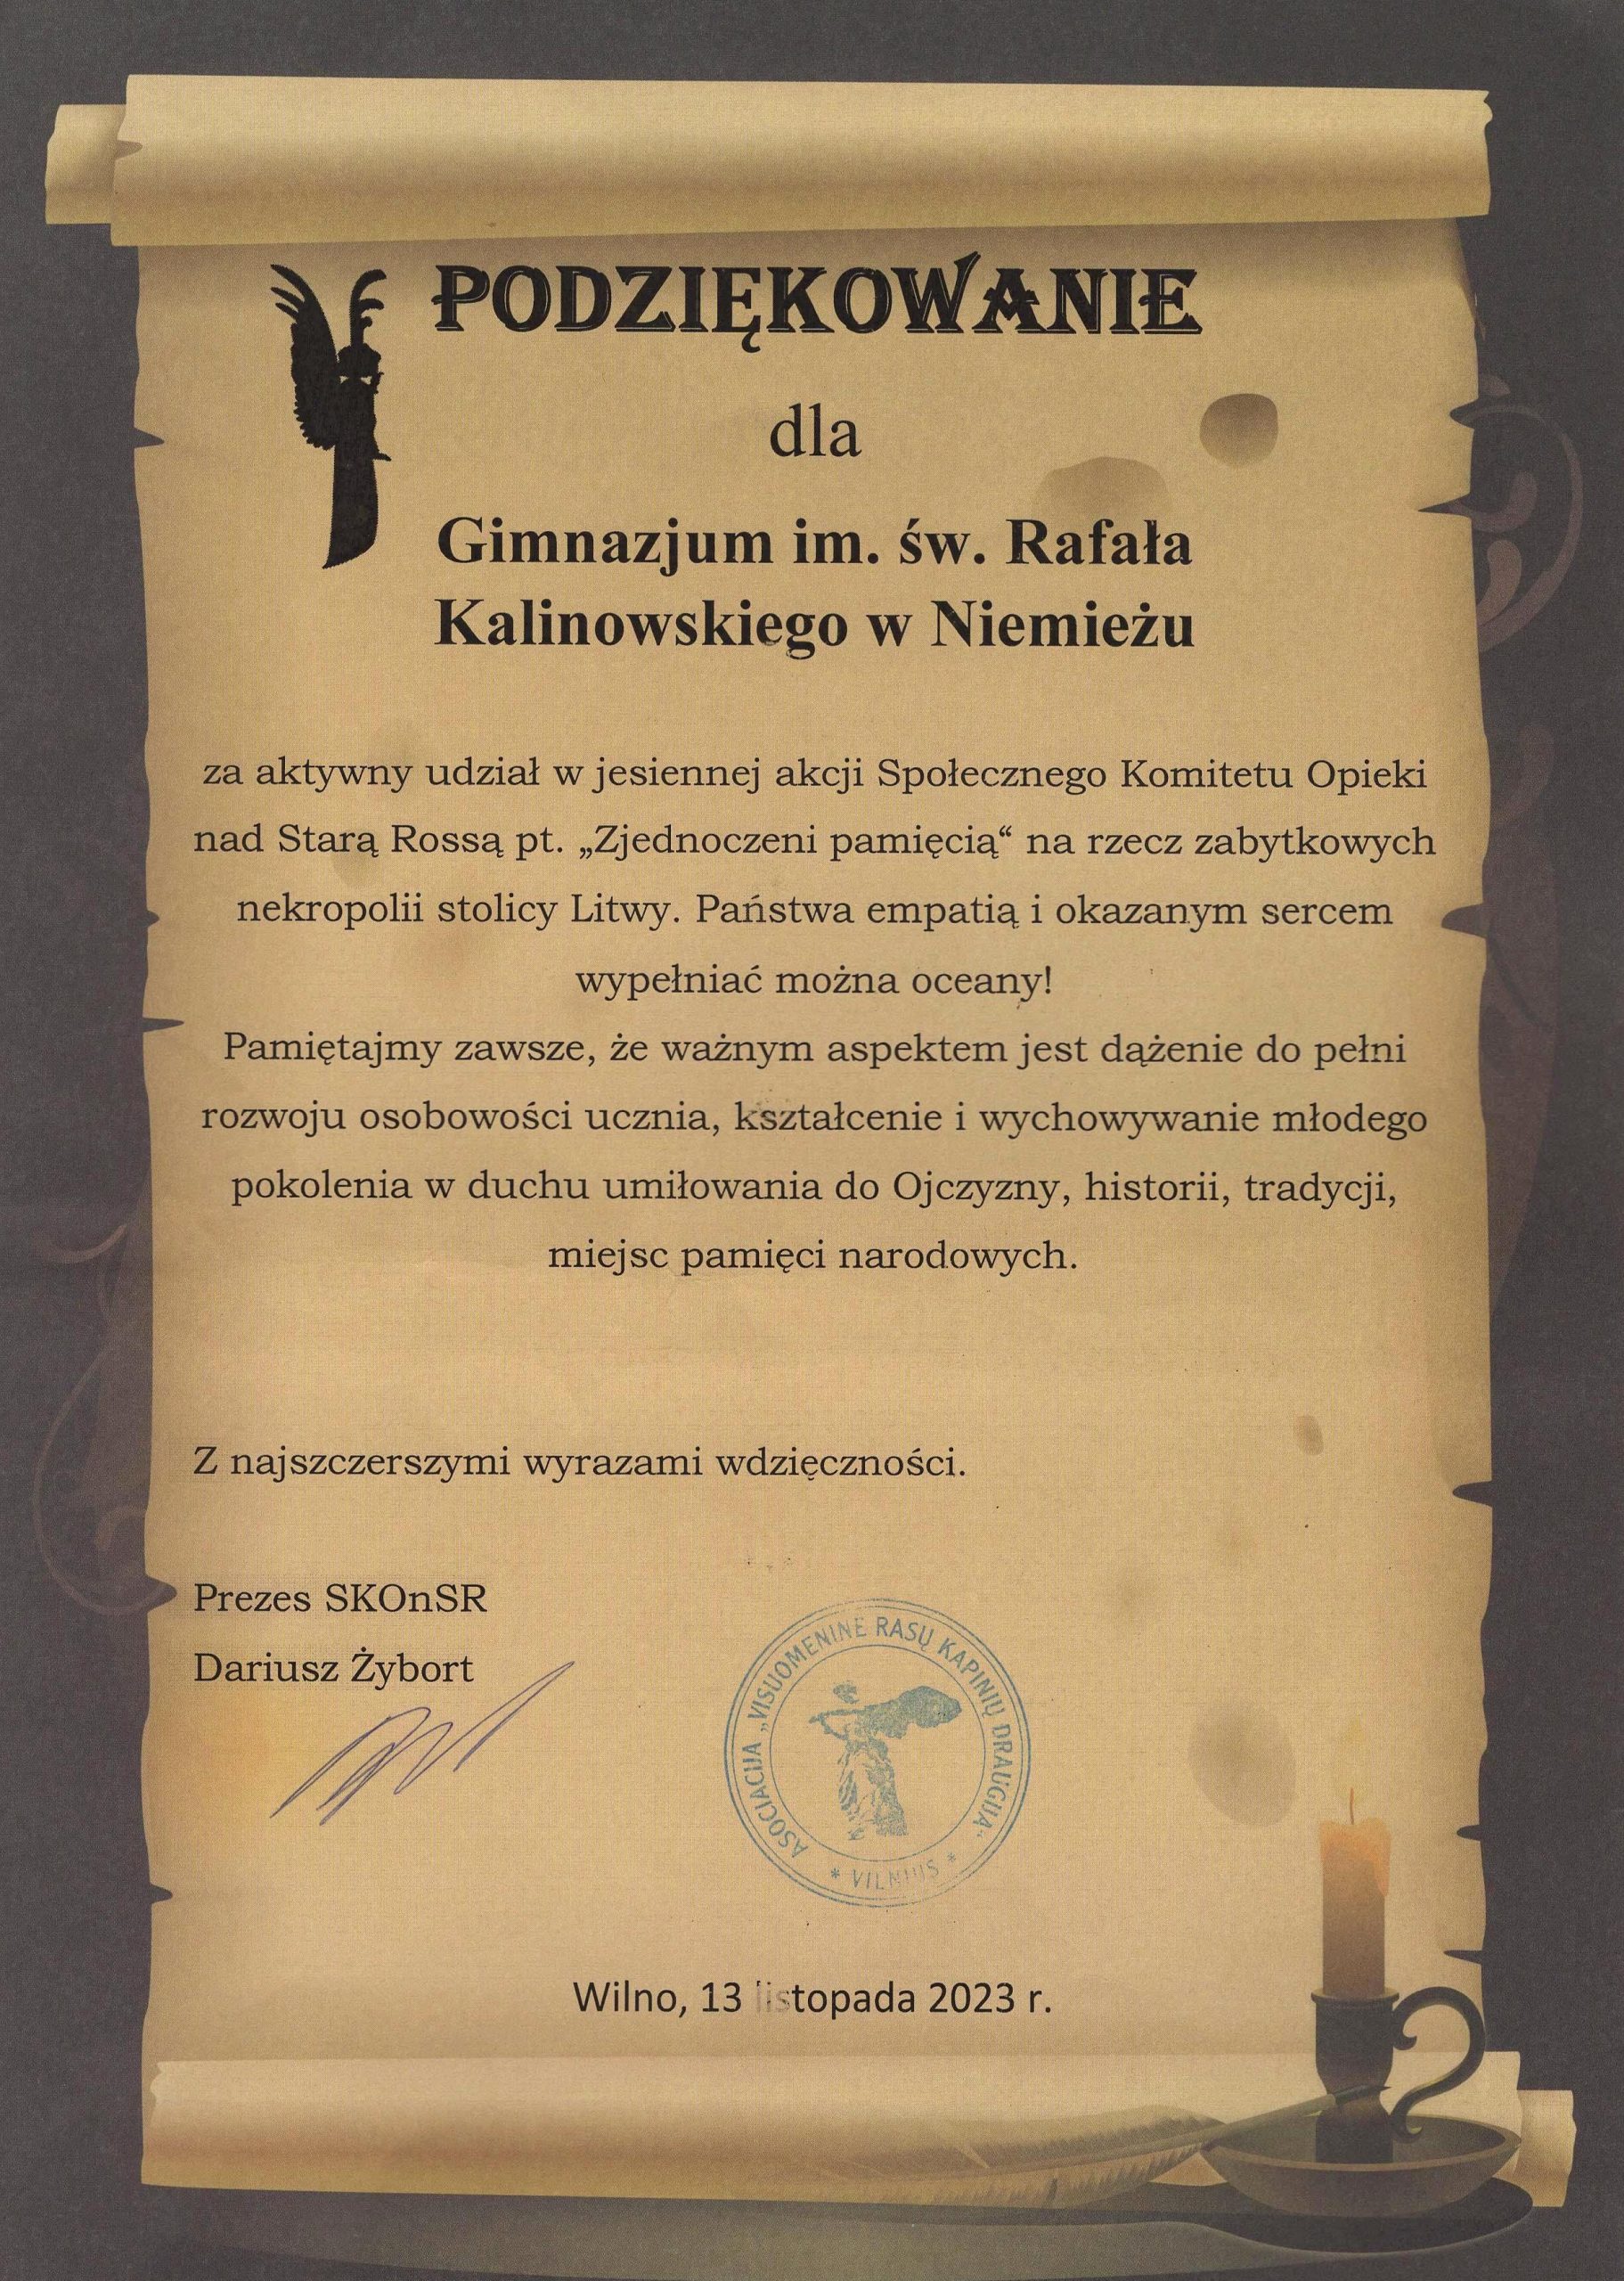 PODZIĘKOWANIE
dla
Gimnazjum im. św. Rafała
Kalinowskiego w Niemieżu
za aktywny udział w jesiennej akcji Społecznego Komitetu Opieki
nad Starą Rossą pt. „Zjednoczeni pamięcią“ na rzecz zabytkowych
nekropolii stolicy Litwy. Państwa empatią i okazanym sercem
wypełniać można oceany!
Pamiętajmy zawsze, że ważnym aspektem jest dążenie do pełni
rozwoju osobowości ucznia, kształcenie i wychowywanie młodego
pokolenia w duchu umiłowania do Ojczyzny, historii, tradycji,
miejsc pamięci narodowych.
Z najszczerszymi wyrazami wdzięczności.
Prezes SKOnSR
Dariusz Żybort
ASOCIACIJA „VISUOMENINĖ RASŲ KAPINIŲ DRAUGIJA“
* VILNIUS *
Wilno, 13 listopada 2023 r.